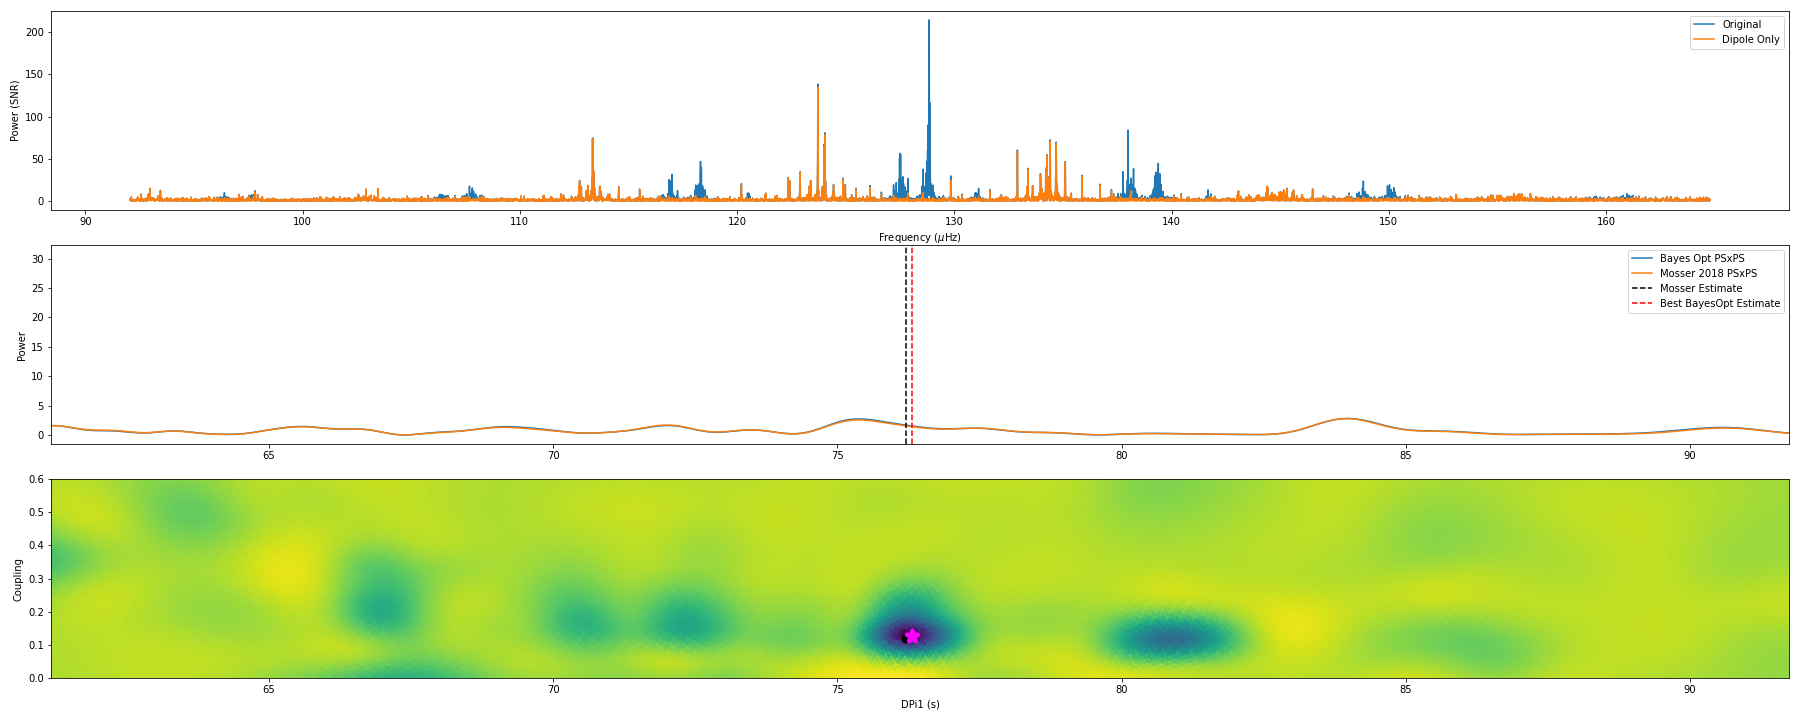 200
150
100
50
0
Power (SNR)
Original
Dipole Only
90 100 110 120 130 140 150 160
Frequency (μHz)
30
25
20
15
10
5
0
Power
Bayes Opt PSxPS
Mosser 2018 PSxPS
Mosser Estimate
Best BayesOpt Estimate
65 70 75 80 85 90
0.6
0.5
0.4
0.3
0.2
0.1
0.0
Coupling
65 70 75 80 85 90
DPi1 (s)